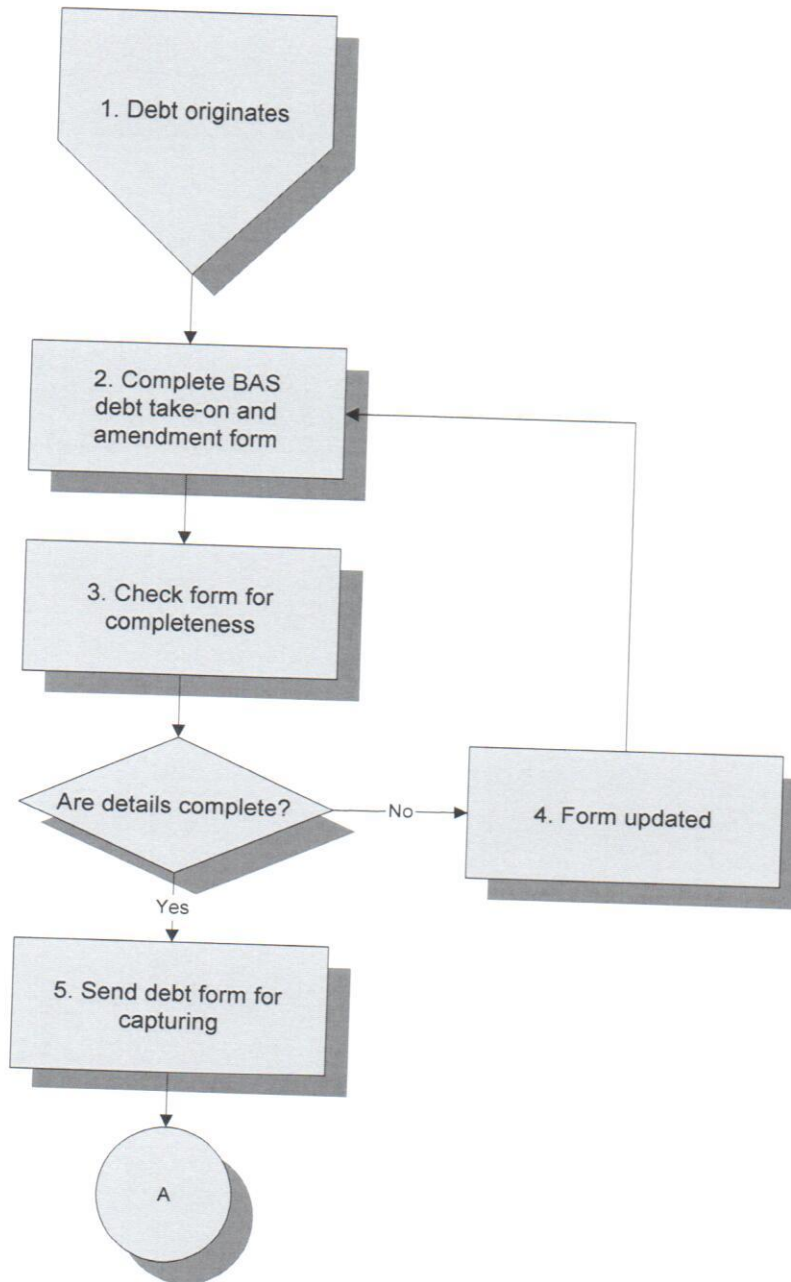 1. Debt originates
2. Complete BAS
debt take-on and
amendment form
3. Check form for
completeness
Are details complete?
No
4. Form updated
Yes
5. Send debt form for
capturing
A